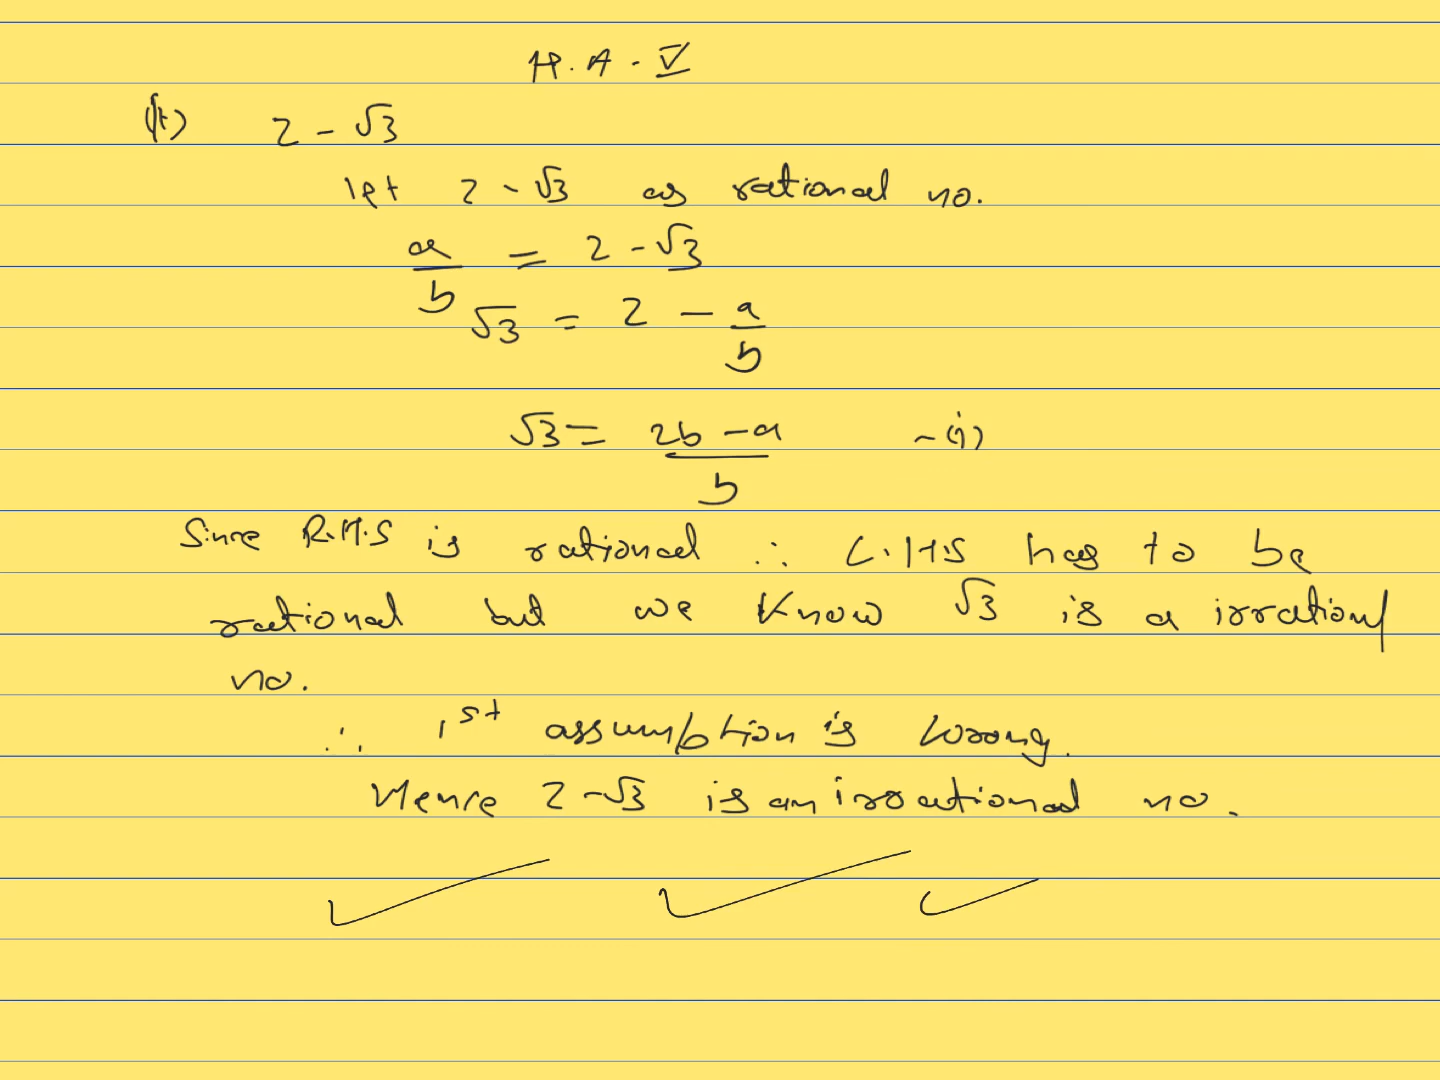 H.A - V
2 - √3
let 2 - √3 as rational no.
a/b = 2 - √3
√3 = 2 - a/b
√3 = (2b - a)/b - (i)
Since R.H.S is rational ∴ L.H.S has to be
rational but we know √3 is a irrational
no.
∴ 1st assumption is wrong.
Hence 2 - √3 is an irrational no.